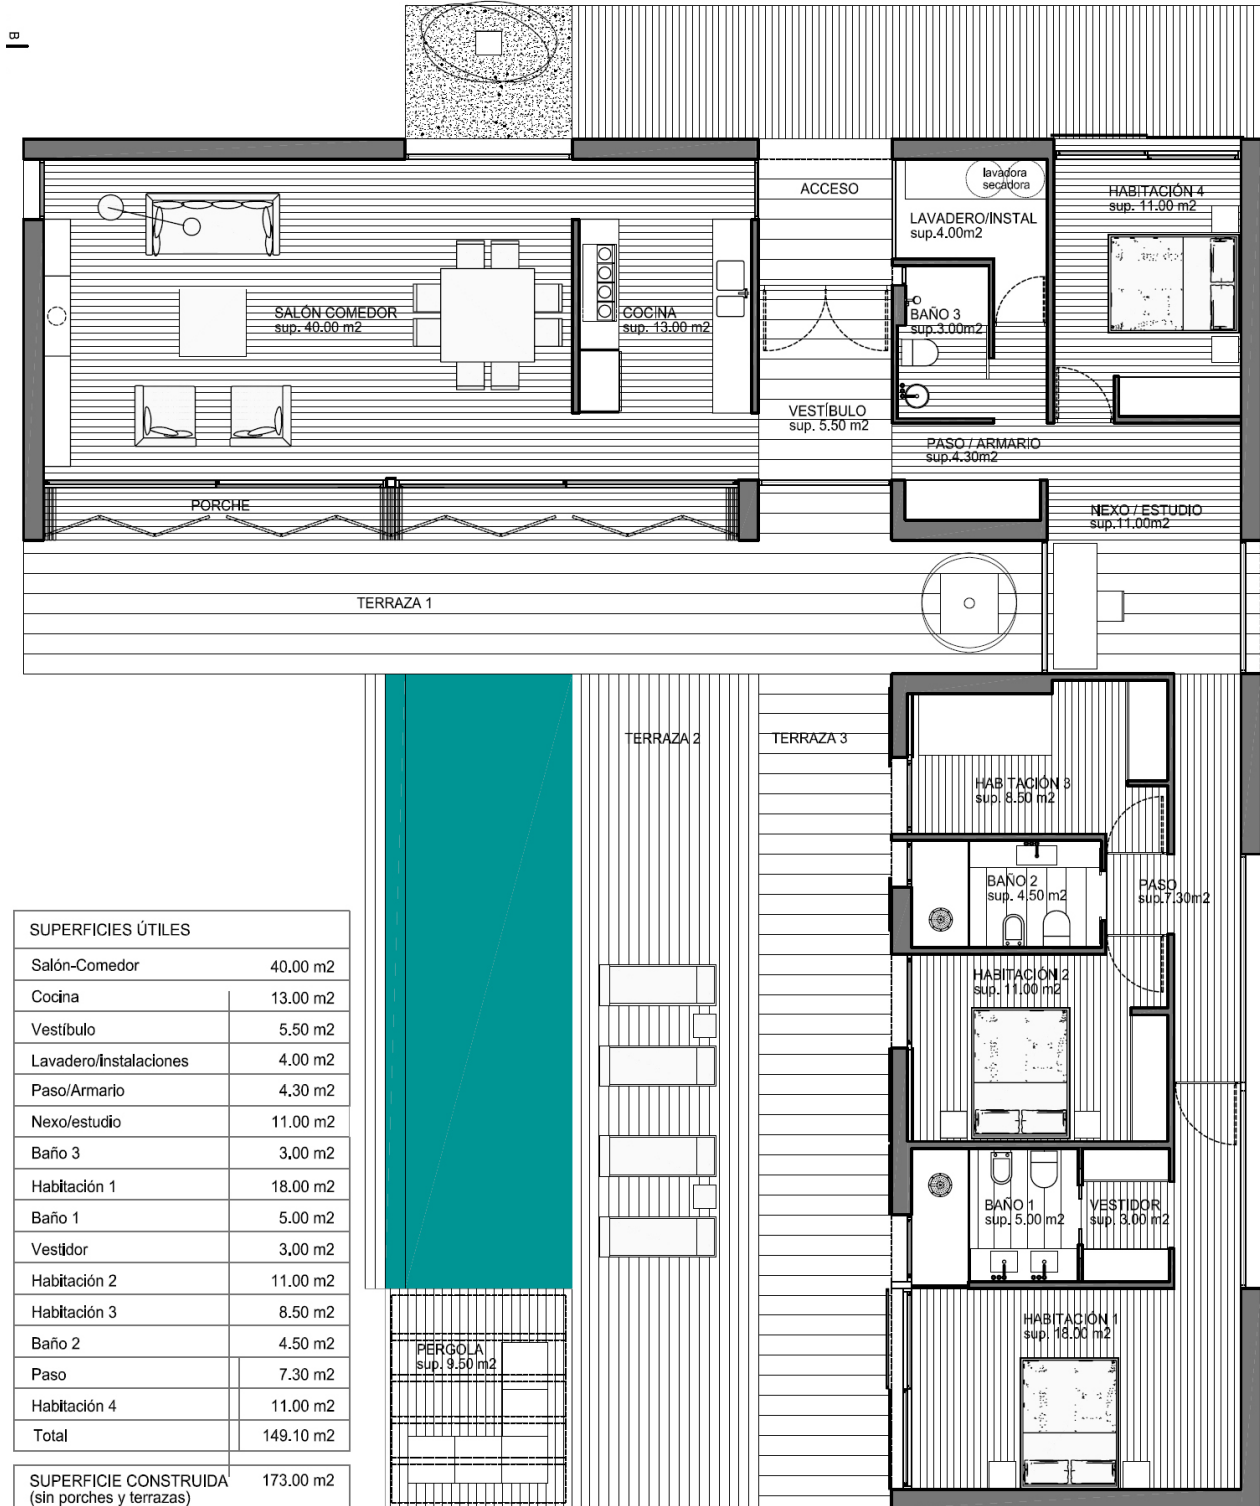 B
ACCESO
lavadora
secadora
LAVADERO/INSTAL
sup.4.00m2
HABITACIÓN 4
sup. 11.00 m2
SALÓN COMEDOR
sup. 40.00 m2
COCINA
sup. 13.00 m2
BAÑO 3
sup.3.00m2
VESTÍBULO
sup. 5.50 m2
PASO / ARMARIO
sup.4.30m2
PORCHE
NEXO / ESTUDIO
sup.11.00m2
TERRAZA 1
TERRAZA 2
TERRAZA 3
HAB TACIÓN 3
sup. 8.50 m2
BAÑO 2
sup. 4.50 m2
PASO
sup.7.30m2
HABITACIÓN 2
sup. 11.00 m2
BAÑO 1
sup. 5.00 m2
VESTIDOR
sup. 3.00 m2
HABITACIÓN 1
sup. 18.00 m2
PERGOLA
sup. 9.50 m2
SUPERFICIES ÚTILES
Salón-Comedor 40.00 m2
Cocina 13.00 m2
Vestíbulo 5.50 m2
Lavadero/instalaciones 4.00 m2
Paso/Armario 4.30 m2
Nexo/estudio 11.00 m2
Baño 3 3.00 m2
Habitación 1 18.00 m2
Baño 1 5.00 m2
Vestidor 3.00 m2
Habitación 2 11.00 m2
Habitación 3 8.50 m2
Baño 2 4.50 m2
Paso 7.30 m2
Habitación 4 11.00 m2
Total 149.10 m2
SUPERFICIE CONSTRUIDA 173.00 m2
(sin porches y terrazas)